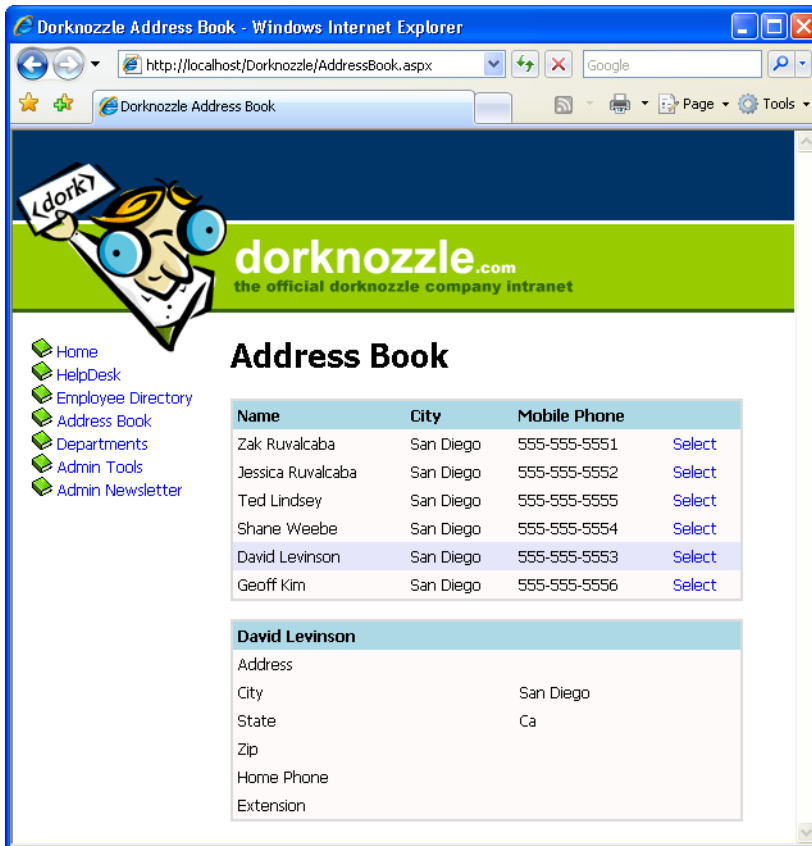 Dorknozzle Address Book - Windows Internet Explorer
http://localhost/Dorknozzle/AddressBook.aspx Google
Dorknozzle Address Book Page Tools
<dork>
dorknozzle.com
the official dorknozzle company intranet
Home
HelpDesk
Employee Directory
Address Book
Departments
Admin Tools
Admin Newsletter
Address Book
Name City Mobile Phone
Zak Ruvalcaba San Diego 555-555-5551 Select
Jessica Ruvalcaba San Diego 555-555-5552 Select
Ted Lindsey San Diego 555-555-5555 Select
Shane Weebe San Diego 555-555-5554 Select
David Levinson San Diego 555-555-5553 Select
Geoff Kim San Diego 555-555-5556 Select
David Levinson
Address
City San Diego
State Ca
Zip
Home Phone
Extension